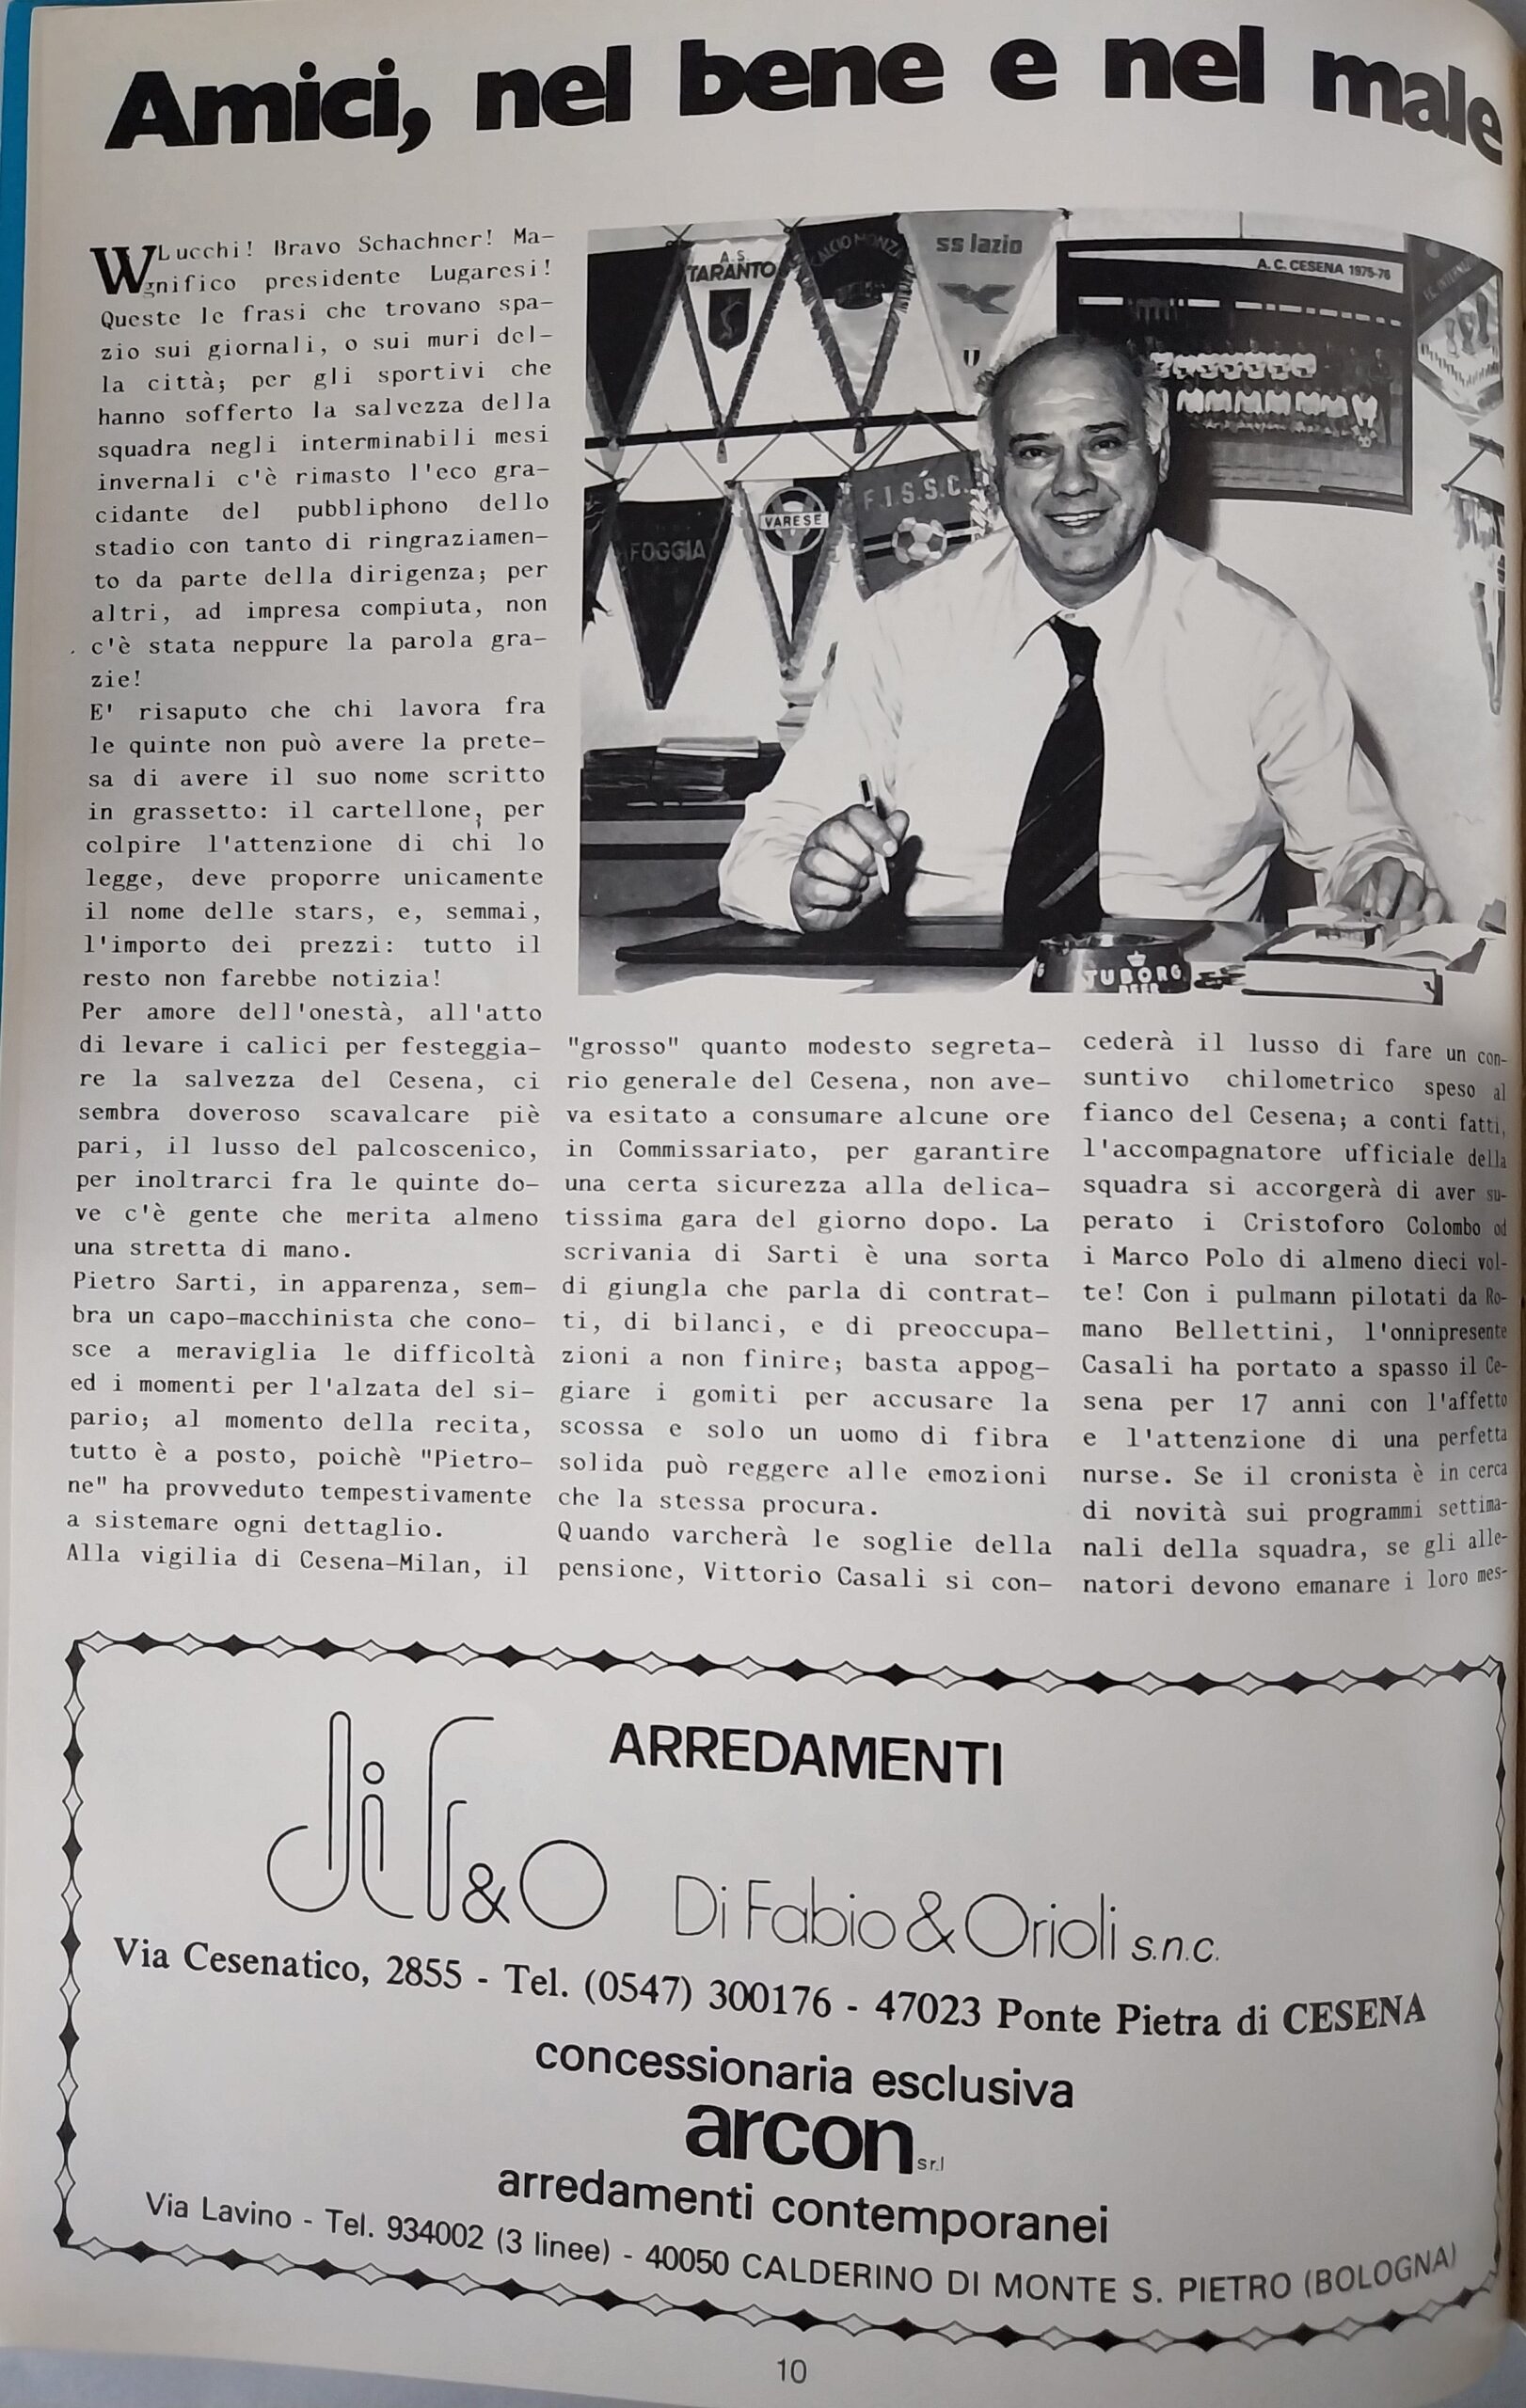 Amici, nel bene e nel male
W Lucchi! Bravo Schachner! Ma-
gnifico presidente Lugaresi!
Queste le frasi che trovano spa-
zio sui giornali, o sui muri del-
la città; per gli sportivi che
hanno sofferto la salvezza della
squadra negli interminabili mesi
invernali c'è rimasto l'eco gra-
cidante del pubbliphono dello
stadio con tanto di ringraziamen-
to da parte della dirigenza; per
altri, ad impresa compiuta, non
c'è stata neppure la parola gra-
zie!
E' risaputo che chi lavora fra
le quinte non può avere la prete-
sa di avere il suo nome scritto
in grassetto: il cartellone, per
colpire l'attenzione di chi lo
legge, deve proporre unicamente
il nome delle stars, e, semmai,
l'importo dei prezzi: tutto il
resto non farebbe notizia!
Per amore dell'onestà, all'atto
di levare i calici per festeggia-
re la salvezza del Cesena, ci
sembra doveroso scavalcare piè
pari, il lusso del palcoscenico,
per inoltrarci fra le quinte do-
ve c'è gente che merita almeno
una stretta di mano.
Pietro Sarti, in apparenza, sem-
bra un capo-macchinista che cono-
sce a meraviglia le difficoltà
ed i momenti per l'alzata del si-
pario; al momento della recita,
tutto è a posto, poichè "Pietro-
ne" ha provveduto tempestivamente
a sistemare ogni dettaglio.
Alla vigilia di Cesena-Milan, il
A.S.
TARANTO
CALCIO MONZA
ss lazio
A.C. CESENA 1975-76
FOGGIA
VARESE
F.I.S.S.C.
TUBORG
"grosso" quanto modesto segreta-
rio generale del Cesena, non ave-
va esitato a consumare alcune ore
in Commissariato, per garantire
una certa sicurezza alla delica-
tissima gara del giorno dopo. La
scrivania di Sarti è una sorta
di giungla che parla di contrat-
ti, di bilanci, e di preoccupa-
zioni a non finire; basta appog-
giare i gomiti per accusare la
scossa e solo un uomo di fibra
solida può reggere alle emozioni
che la stessa procura.
Quando varcherà le soglie della
pensione, Vittorio Casali si con-
cederà il lusso di fare un con-
suntivo chilometrico speso al
fianco del Cesena; a conti fatti,
l'accompagnatore ufficiale della
squadra si accorgerà di aver su-
perato i Cristoforo Colombo od
i Marco Polo di almeno dieci vol-
te! Con i pulmann pilotati da Ro-
mano Bellettini, l'onnipresente
Casali ha portato a spasso il Ce-
sena per 17 anni con l'affetto
e l'attenzione di una perfetta
nurse. Se il cronista è in cerca
di novità sui programmi settima-
nali della squadra, se gli alle-
natori devono emanare i loro mes-
ARREDAMENTI
di F&O Di Fabio & Orioli s.n.c.
Via Cesenatico, 2855 - Tel. (0547) 300176 - 47023 Ponte Pietra di CESENA
concessionaria esclusiva
arcon s.r.l
arredamenti contemporanei
Via Lavino - Tel. 934002 (3 linee) - 40050 CALDERINO DI MONTE S. PIETRO (BOLOGNA)
10